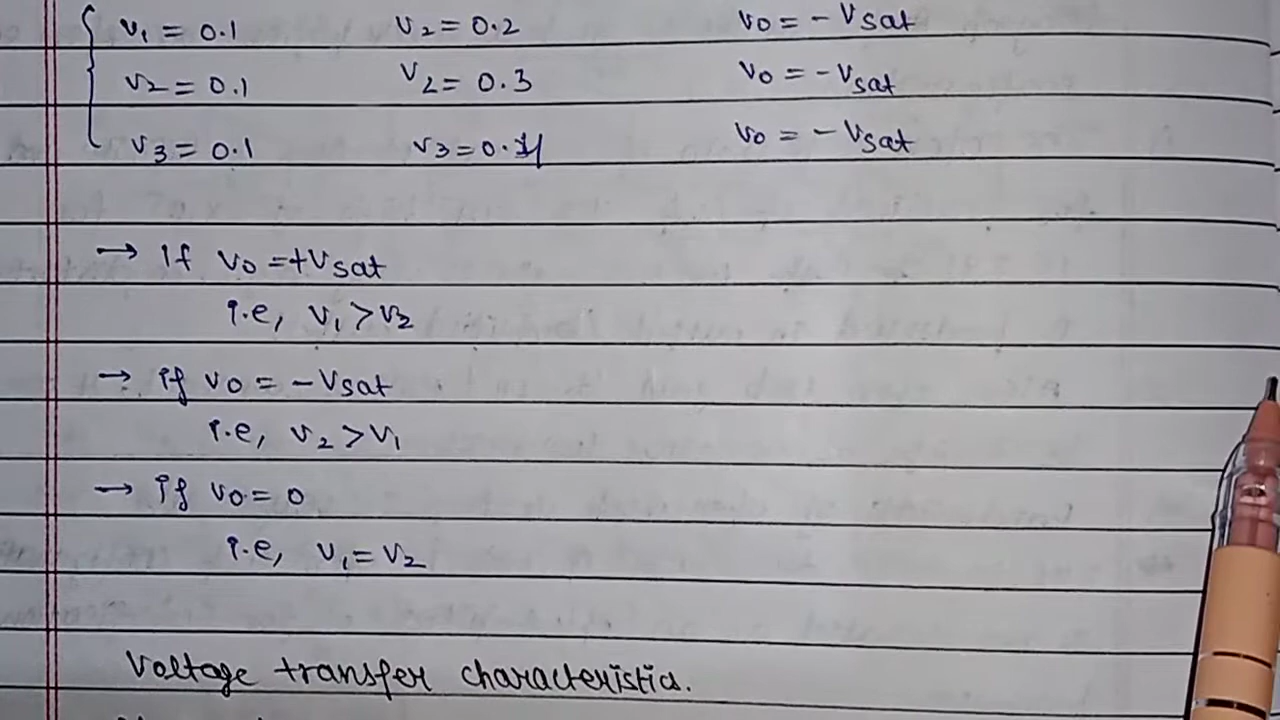 v₁ = 0.1 v₂ = 0.2 v₀ = - Vsat
v₂ = 0.1 v₂ = 0.3 v₀ = - Vsat
v₃ = 0.1 v₃ = 0. v₀ = - Vsat
→ If v₀ = +Vsat
i.e, v₁ > v₂
→ if v₀ = - Vsat
i.e, v₂ > v₁
→ if v₀ = 0
i.e, v₁ = v₂
Voltage transfer characteristics.